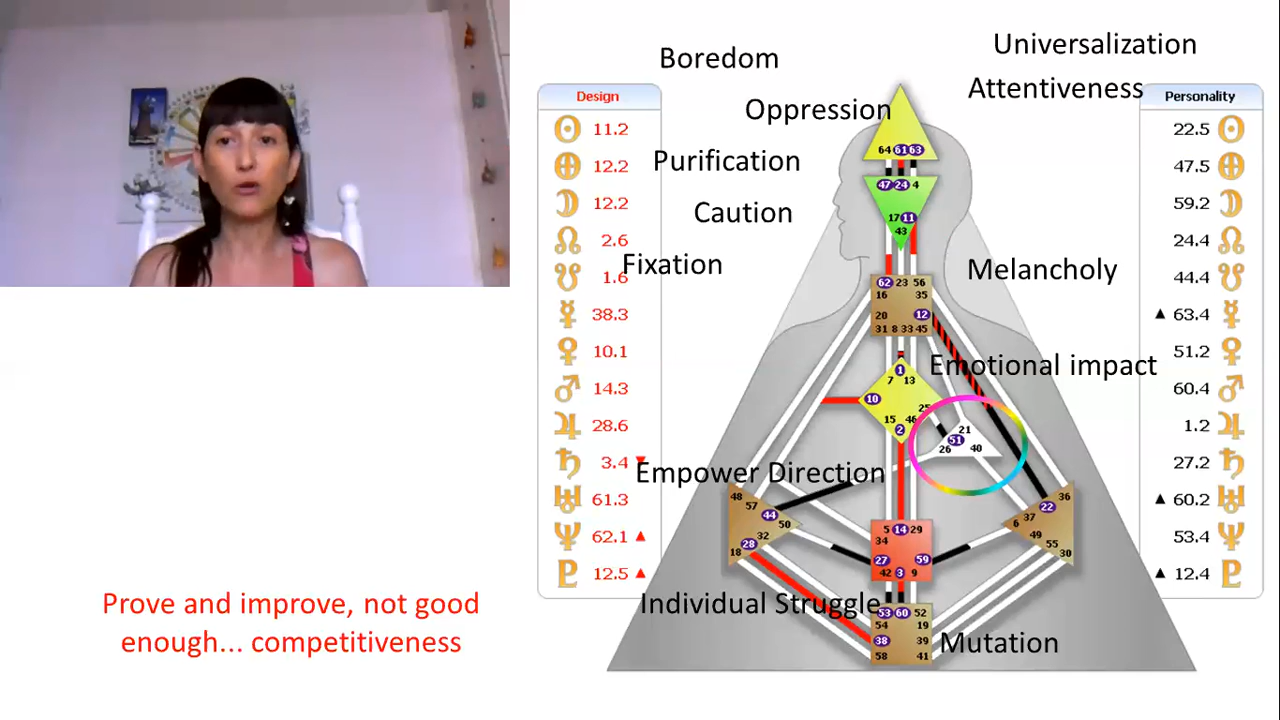 Boredom
Universalization
Attentiveness
Oppression
Purification
Caution
Fixation
Melancholy
Emotional impact
Empower Direction
Individual Struggle
Mutation
Prove and improve, not good
enough... competitiveness
Design
11.2
12.2
12.2
2.6
1.6
38.3
10.1
14.3
28.6
3.4
61.3
62.1
12.5
Personality
22.5
47.5
59.2
24.4
44.4
63.4
51.2
60.4
1.2
27.2
60.2
53.4
12.4
64 61 63
47 24 4
17 11
43
62 23 56
16 35
20 12
31 8 33 45
1
7 13
10 25
15 46
2
21
51
26 40
48
57
44
50
32
28
18
36
22
37
6
49
55
30
5 14 29
34
27 59
42 3 9
53 60 52
54 19
38 39
58 41